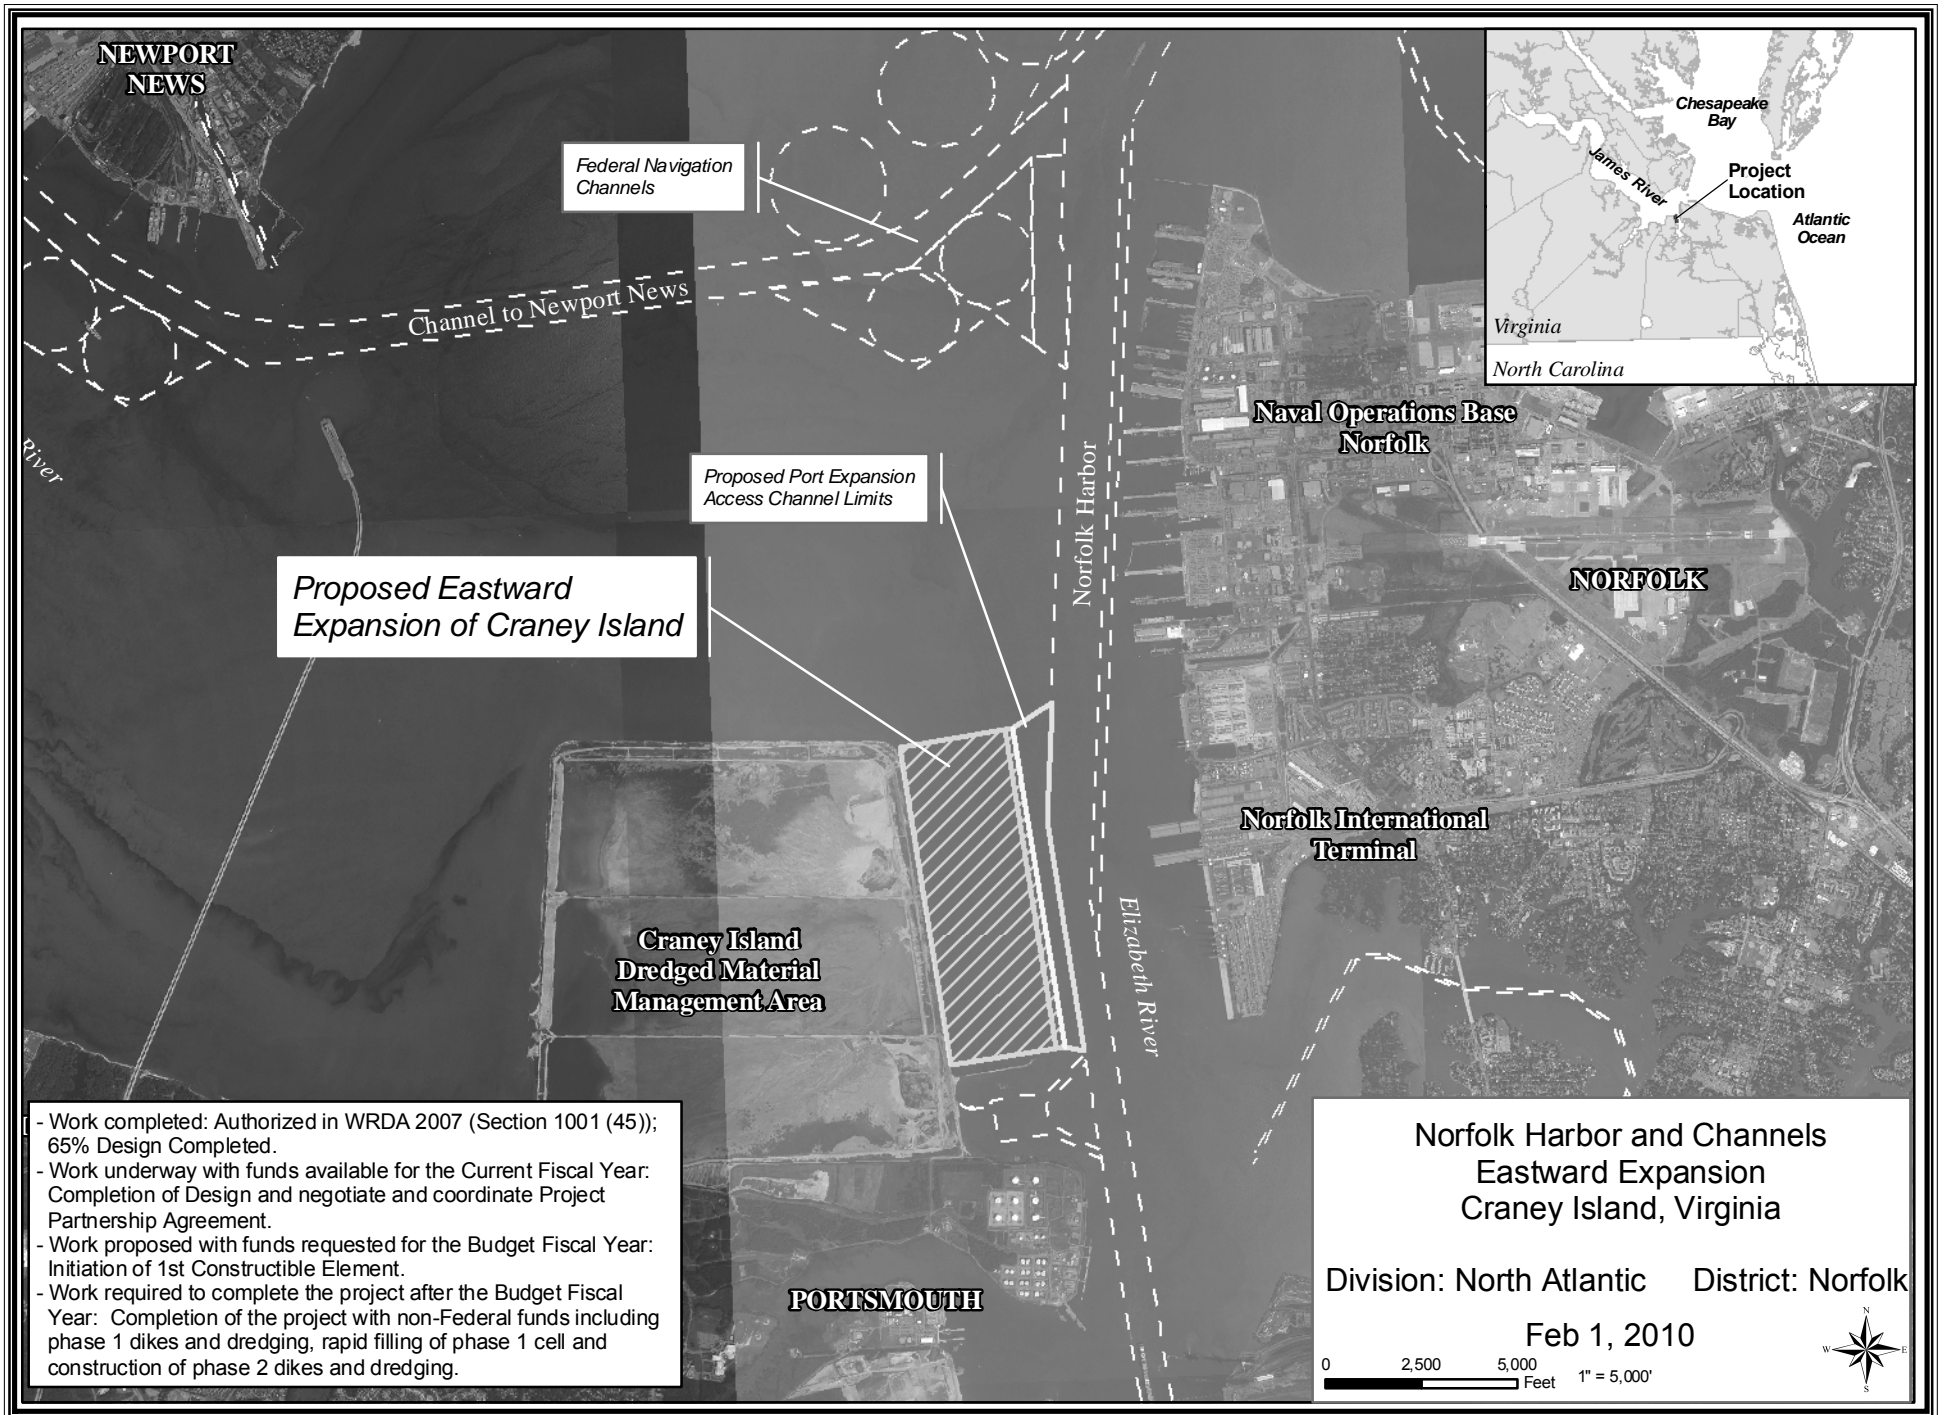 NEWPORT
NEWS
Federal Navigation
Channels
Channel to Newport News
Chesapeake
Bay
James River
Project
Location
Atlantic
Ocean
Virginia
North Carolina
River
Naval Operations Base
Norfolk
Proposed Port Expansion
Access Channel Limits
Norfolk Harbor
Proposed Eastward
Expansion of Craney Island
NORFOLK
Norfolk International
Terminal
Craney Island
Dredged Material
Management Area
Elizabeth River
PORTSMOUTH
- Work completed: Authorized in WRDA 2007 (Section 1001 (45));
65% Design Completed.
- Work underway with funds available for the Current Fiscal Year:
Completion of Design and negotiate and coordinate Project
Partnership Agreement.
- Work proposed with funds requested for the Budget Fiscal Year:
Initiation of 1st Constructible Element.
- Work required to complete the project after the Budget Fiscal
Year: Completion of the project with non-Federal funds including
phase 1 dikes and dredging, rapid filling of phase 1 cell and
construction of phase 2 dikes and dredging.
Norfolk Harbor and Channels
Eastward Expansion
Craney Island, Virginia
Division: North Atlantic District: Norfolk
Feb 1, 2010
0 2,500 5,000
Feet
1" = 5,000'
N
W E
S